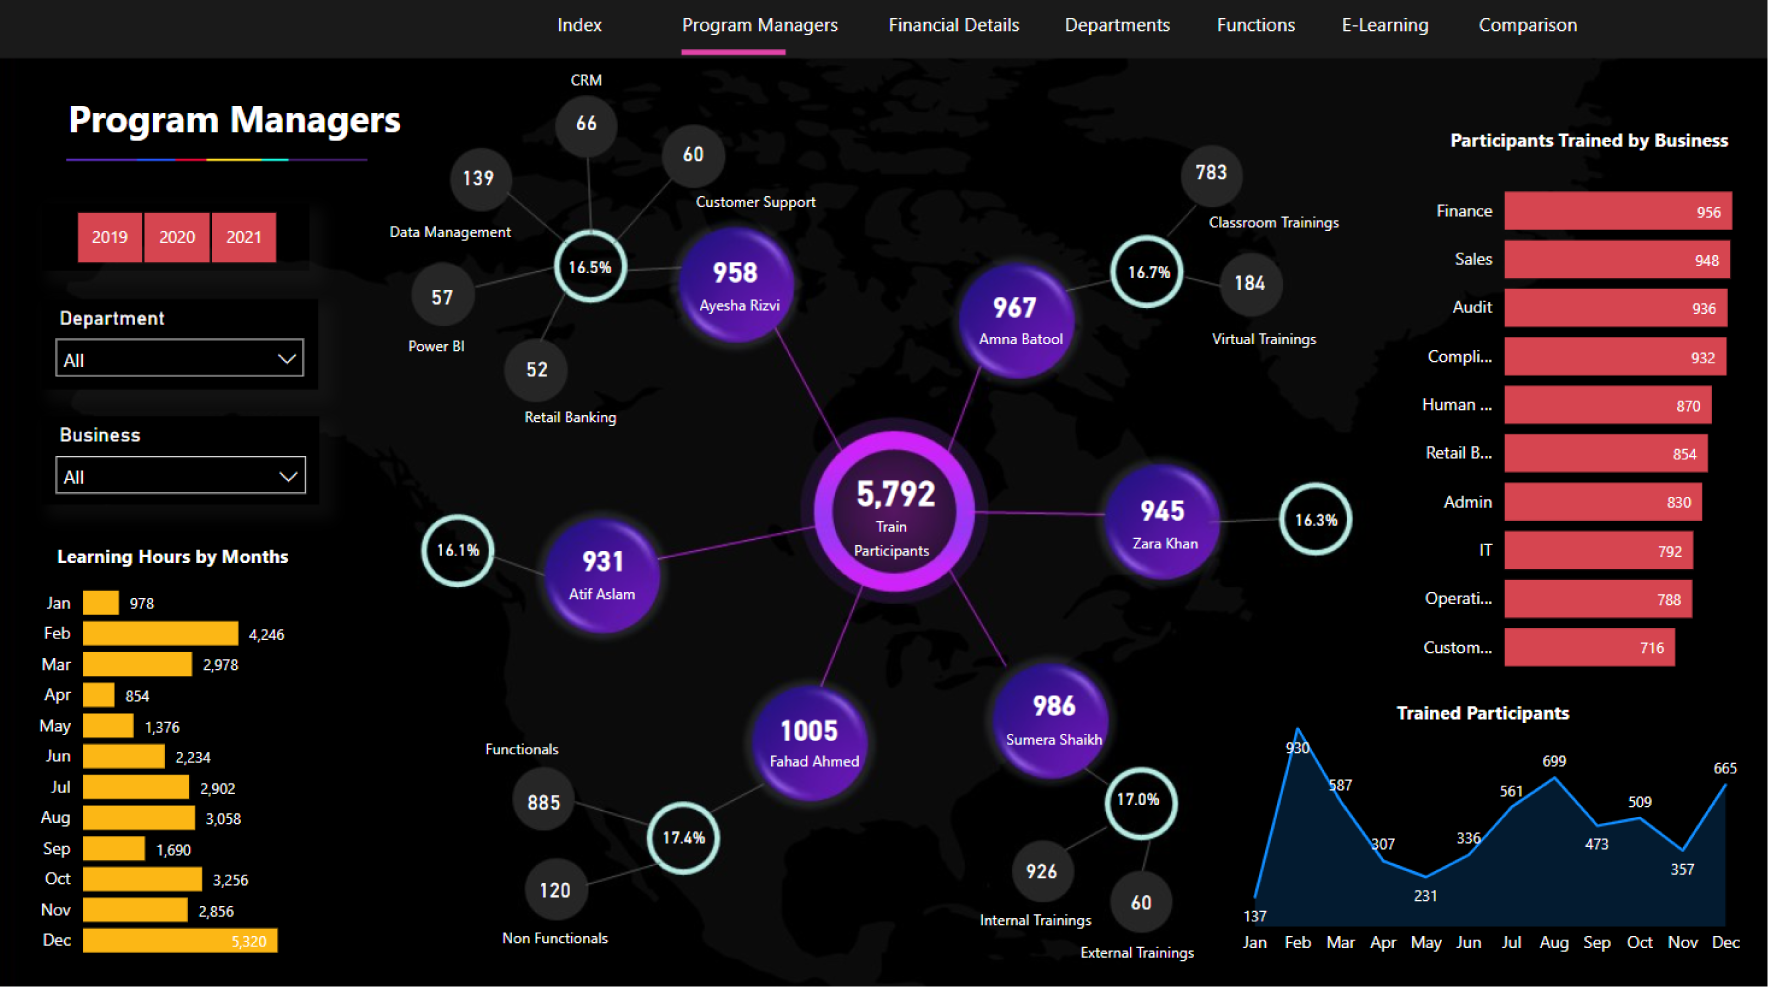 Index
Program Managers
Financial Details
Departments
Functions
E-Learning
Comparison
Program Managers
2019
2020
2021
Department
All
Business
All
Learning Hours by Months
Jan 978
Feb 4,246
Mar 2,978
Apr 854
May 1,376
Jun 2,234
Jul 2,902
Aug 3,058
Sep 1,690
Oct 3,256
Nov 2,856
Dec 5,320
CRM
66
60
Customer Support
139
Data Management
16.5%
57
Power BI
52
Retail Banking
958
Ayesha Rizvi
967
Amna Batool
16.7%
783
Classroom Trainings
184
Virtual Trainings
5,792
Train
Participants
945
Zara Khan
16.3%
931
Atif Aslam
16.1%
1005
Fahad Ahmed
17.4%
Functionals
885
120
Non Functionals
986
Sumera Shaikh
17.0%
926
Internal Trainings
60
External Trainings
Participants Trained by Business
Finance 956
Sales 948
Audit 936
Compli... 932
Human ... 870
Retail B... 854
Admin 830
IT 792
Operati... 788
Custom... 716
Trained Participants
137
930
587
307
231
336
561
699
473
509
357
665
Jan Feb Mar Apr May Jun Jul Aug Sep Oct Nov Dec